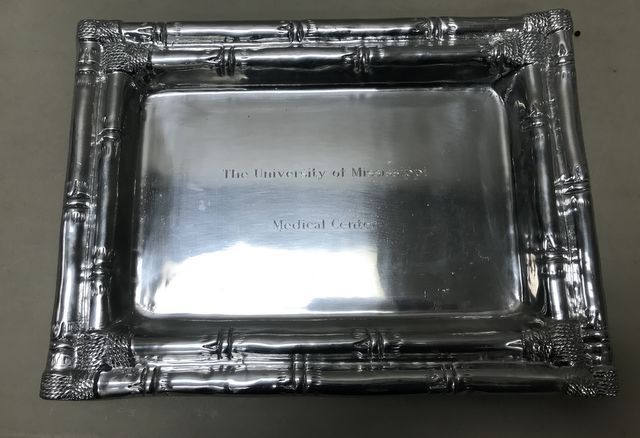 The University of Mississippi
Medical Center